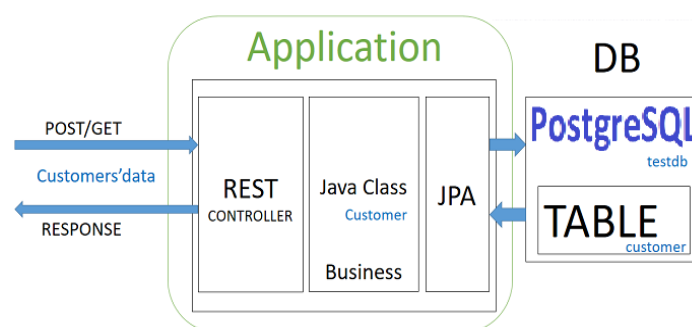 Application
DB
POST/GET
Customers'data
RESPONSE
REST
CONTROLLER
Java Class
Customer
Business
JPA
PostgreSQL
testdb
TABLE
customer